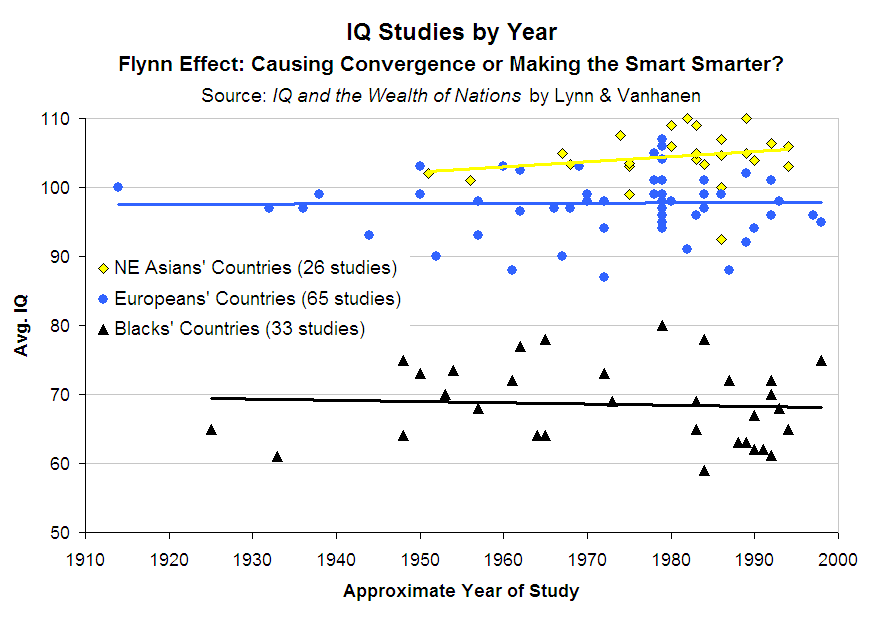 IQ Studies by Year
Flynn Effect: Causing Convergence or Making the Smart Smarter?
Source: IQ and the Wealth of Nations by Lynn & Vanhanen
110
100
90
80
70
60
50
Avg. IQ
NE Asians' Countries (26 studies)
Europeans' Countries (65 studies)
Blacks' Countries (33 studies)
1910 1920 1930 1940 1950 1960 1970 1980 1990 2000
Approximate Year of Study